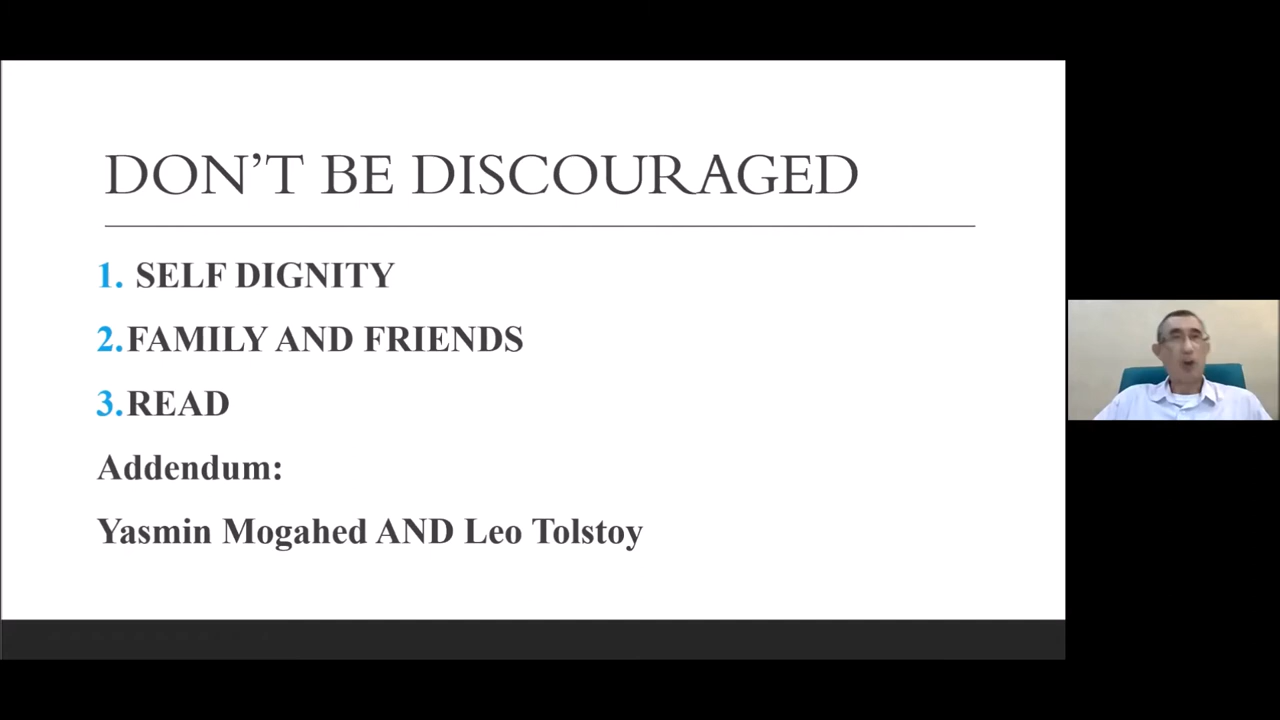 DON'T BE DISCOURAGED
1. SELF DIGNITY
2. FAMILY AND FRIENDS
3. READ
Addendum:
Yasmin Mogahed AND Leo Tolstoy